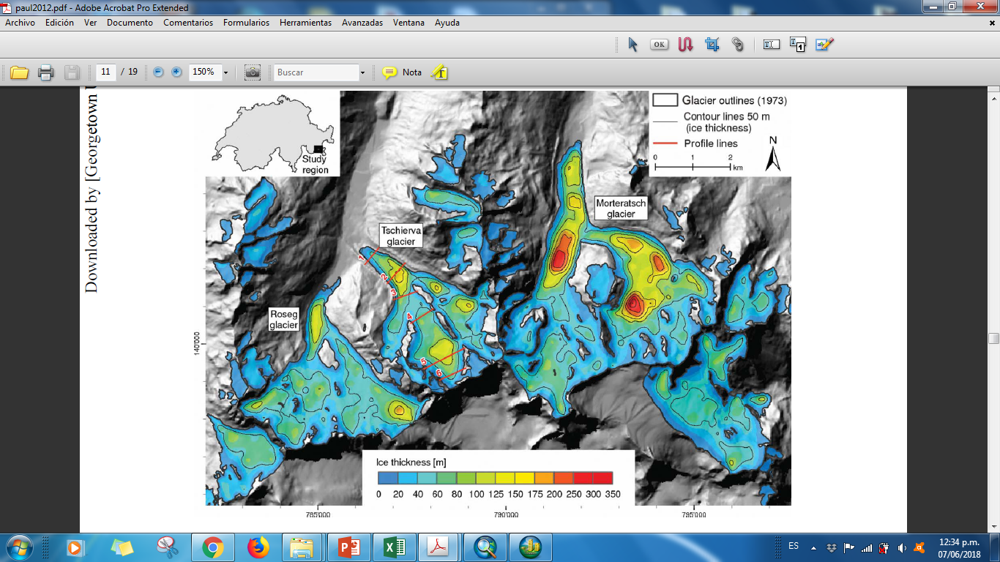 paul2012.pdf - Adobe Acrobat Pro Extended
Archivo Edición Ver Documento Comentarios Formularios Herramientas Avanzadas Ventana Ayuda
OK
T
1
11 / 19 150% Buscar Nota T
Downloaded by [Georgetown
Study
region
Glacier outlines (1973)
Contour lines 50 m
(ice thickness)
Profile lines
N
0 1 2
km
Morteratsch
glacier
Tschierva
glacier
1
2
3
Roseg
glacier
4
140'000
5
6
Ice thickness [m]
0 20 40 60 80 100 125 150 175 200 250 300 350
785'000 790'000 785'000
ES
12:34 p.m.
07/06/2018